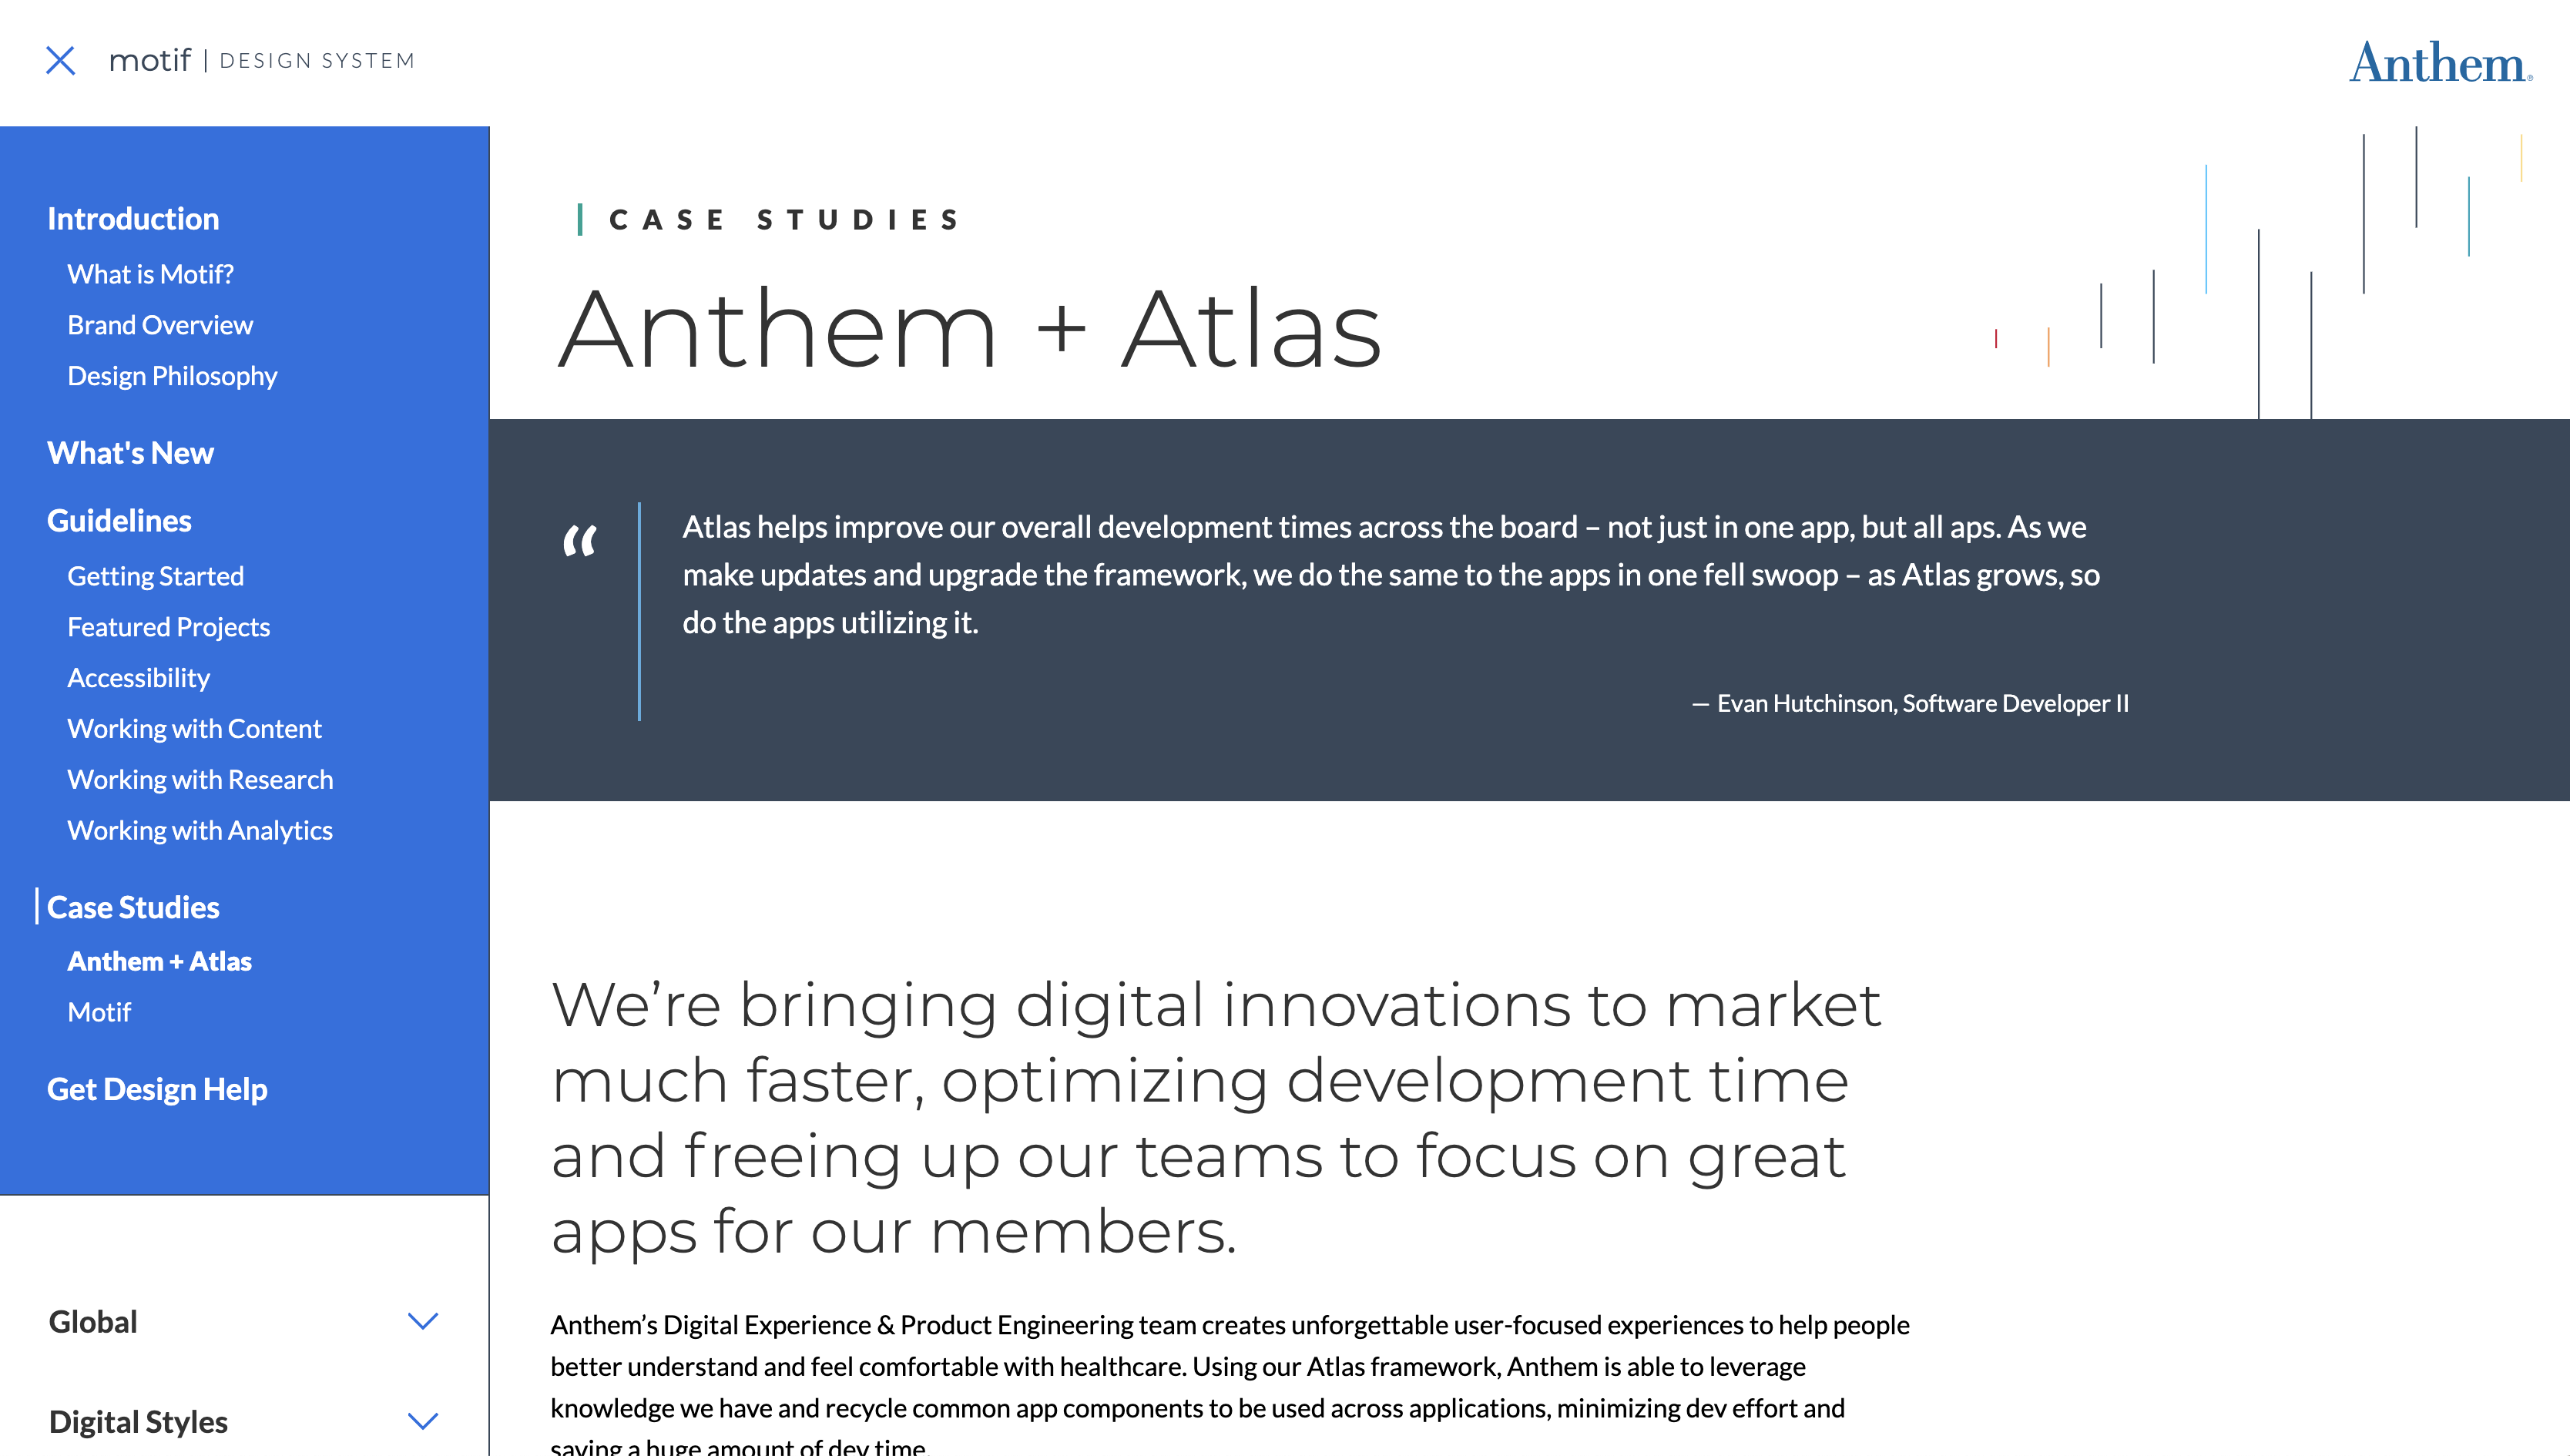 motif | DESIGN SYSTEM
Anthem®
Introduction
What is Motif?
Brand Overview
Design Philosophy
What's New
Guidelines
Getting Started
Featured Projects
Accessibility
Working with Content
Working with Research
Working with Analytics
Case Studies
Anthem + Atlas
Motif
Get Design Help
Global
Digital Styles
CASE STUDIES
Anthem + Atlas
“
Atlas helps improve our overall development times across the board – not just in one app, but all aps. As we
make updates and upgrade the framework, we do the same to the apps in one fell swoop – as Atlas grows, so
do the apps utilizing it.
— Evan Hutchinson, Software Developer II
We’re bringing digital innovations to market
much faster, optimizing development time
and freeing up our teams to focus on great
apps for our members.
Anthem’s Digital Experience & Product Engineering team creates unforgettable user-focused experiences to help people
better understand and feel comfortable with healthcare. Using our Atlas framework, Anthem is able to leverage
knowledge we have and recycle common app components to be used across applications, minimizing dev effort and
saving a huge amount of dev time.